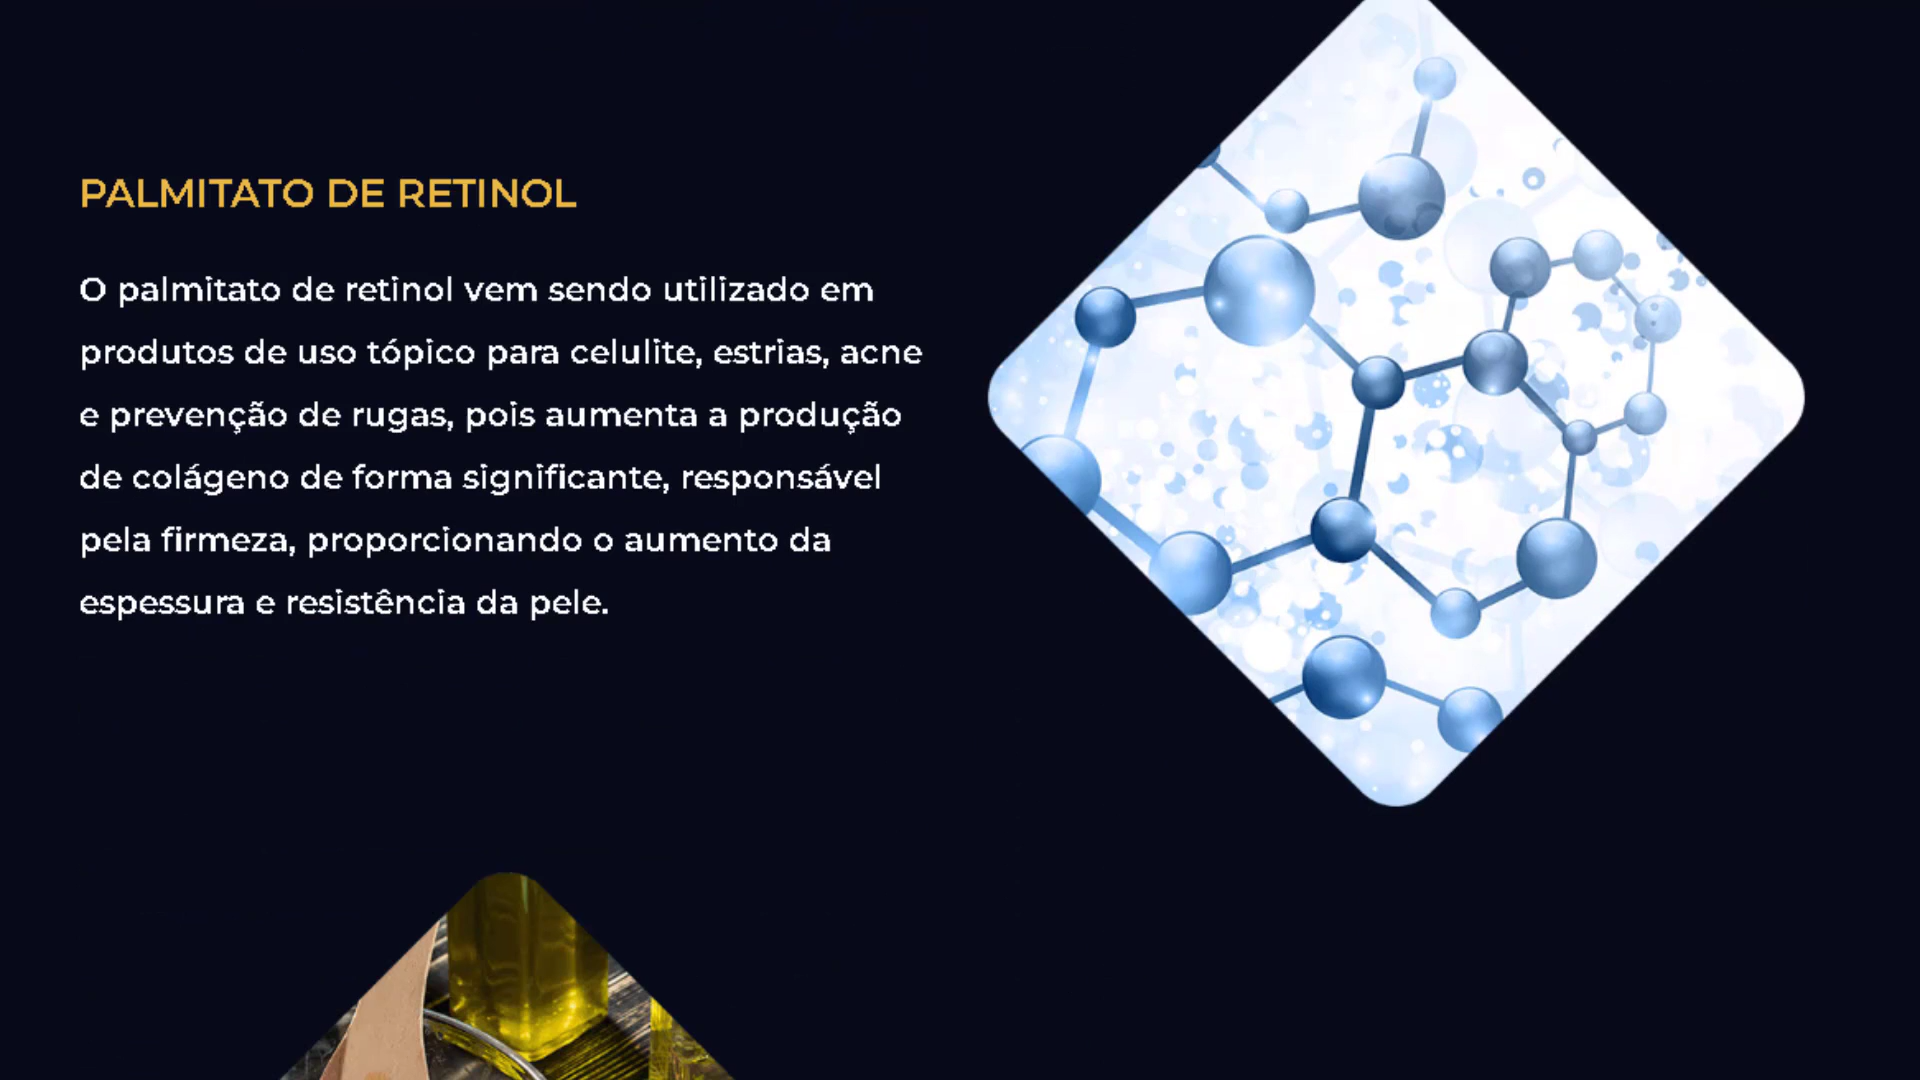 PALMITATO DE RETINOL
O palmitato de retinol vem sendo utilizado em
produtos de uso tópico para celulite, estrias, acne
e prevenção de rugas, pois aumenta a produção
de colágeno de forma significante, responsável
pela firmeza, proporcionando o aumento da
espessura e resistência da pele.